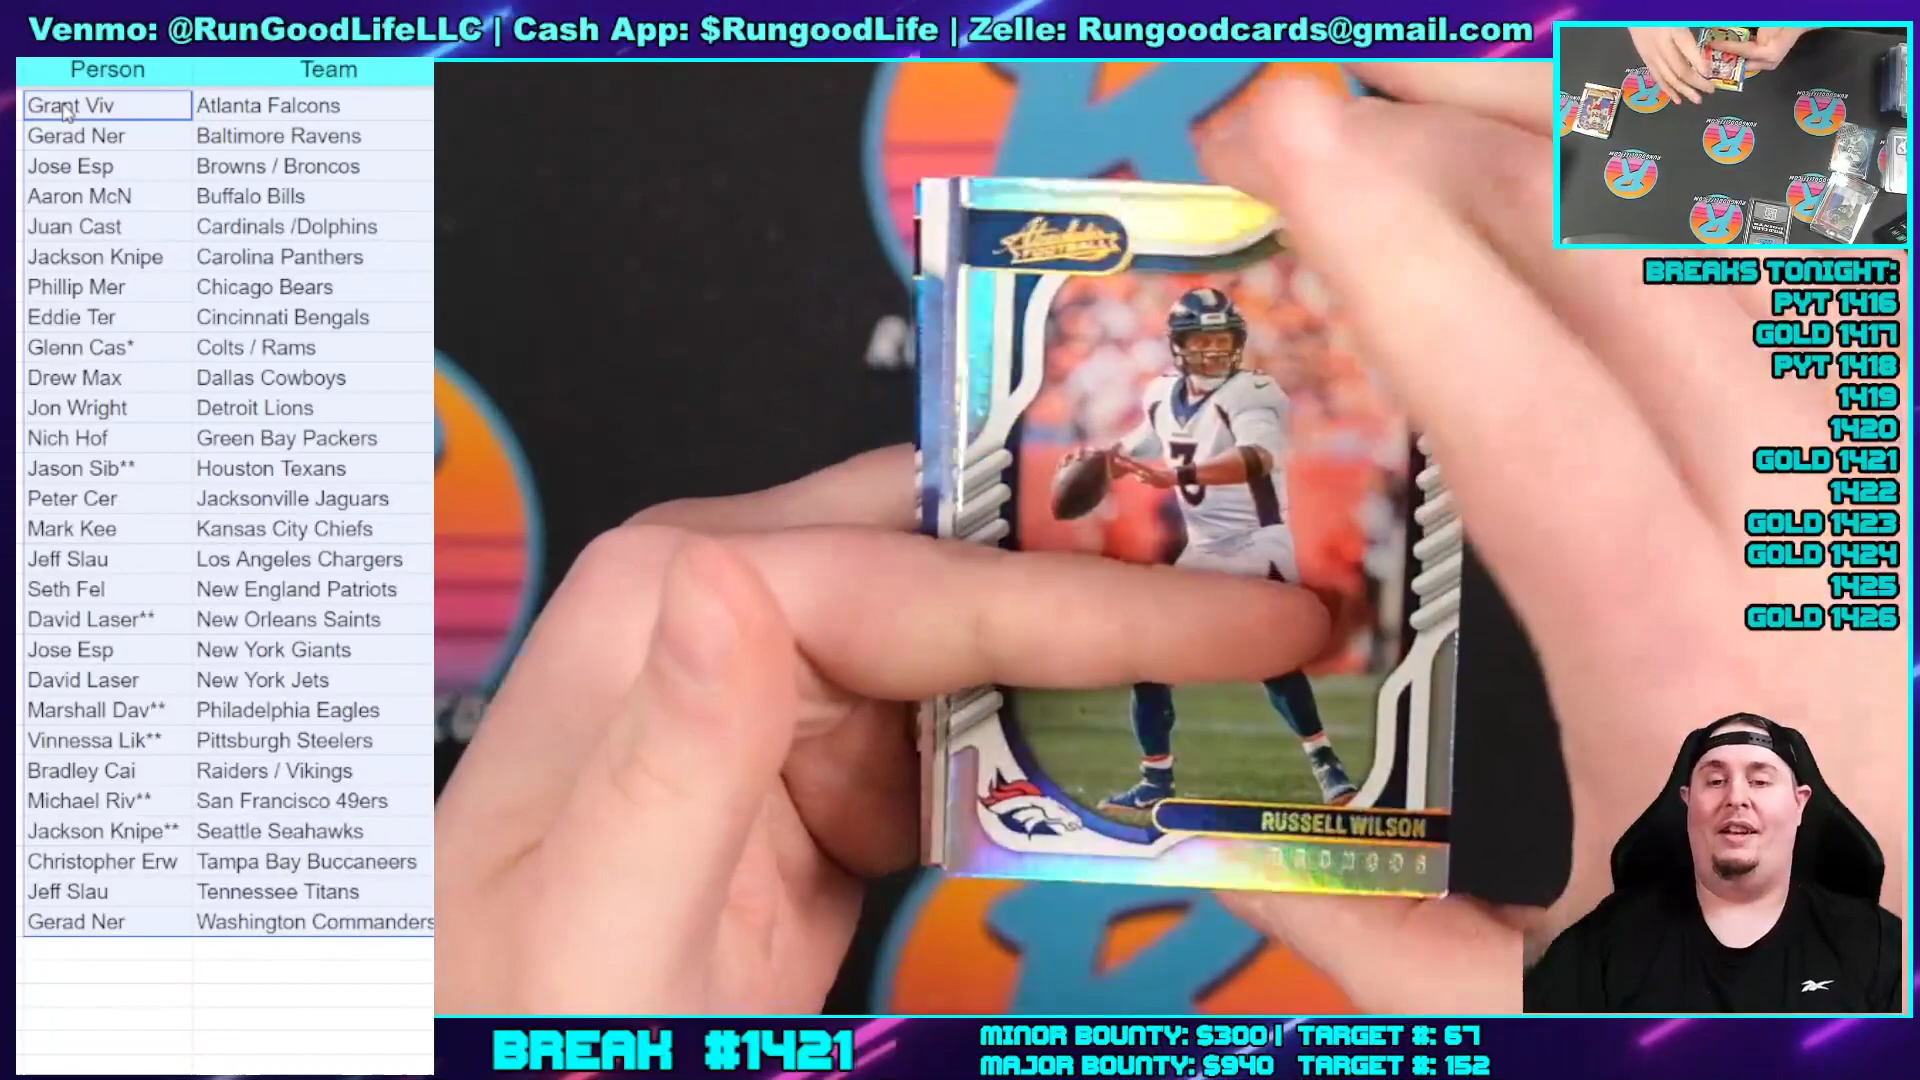 Venmo: @RunGoodLifeLLC | Cash App: $RungoodLife | Zelle: Rungoodcards@gmail.com
Person Team
Grant Viv Atlanta Falcons
Gerad Ner Baltimore Ravens
Jose Esp Browns / Broncos
Aaron McN Buffalo Bills
Juan Cast Cardinals /Dolphins
Jackson Knipe Carolina Panthers
Phillip Mer Chicago Bears
Eddie Ter Cincinnati Bengals
Glenn Cas* Colts / Rams
Drew Max Dallas Cowboys
Jon Wright Detroit Lions
Nich Hof Green Bay Packers
Jason Sib** Houston Texans
Peter Cer Jacksonville Jaguars
Mark Kee Kansas City Chiefs
Jeff Slau Los Angeles Chargers
Seth Fel New England Patriots
David Laser** New Orleans Saints
Jose Esp New York Giants
David Laser New York Jets
Marshall Dav** Philadelphia Eagles
Vinnessa Lik** Pittsburgh Steelers
Bradley Cai Raiders / Vikings
Michael Riv** San Francisco 49ers
Jackson Knipe** Seattle Seahawks
Christopher Erw Tampa Bay Buccaneers
Jeff Slau Tennessee Titans
Gerad Ner Washington Commanders
Absolute
FOOTBALL
3
RUSSELL WILSON
BRONCOS
BREAKS TONIGHT:
PYT 1416
GOLD 1417
PYT 1418
1419
1420
GOLD 1421
1422
GOLD 1423
GOLD 1424
1425
GOLD 1426
BREAK #1421
MINOR BOUNTY: $300 | TARGET #: 67
MAJOR BOUNTY: $940 TARGET #: 152